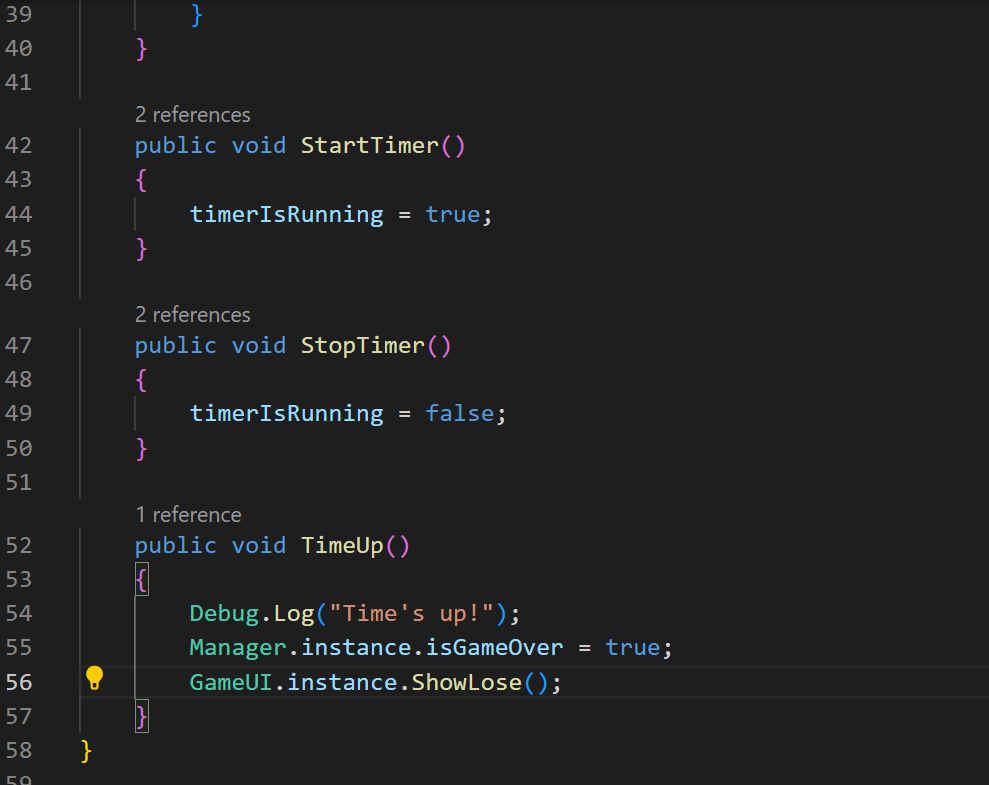 39 }
40 }
41
2 references
42 public void StartTimer()
43 {
44 timerIsRunning = true;
45 }
46
2 references
47 public void StopTimer()
48 {
49 timerIsRunning = false;
50 }
51
1 reference
52 public void TimeUp()
53 {
54 Debug.Log("Time's up!");
55 Manager.instance.isGameOver = true;
56 GameUI.instance.ShowLose();
57 }
58 }
59